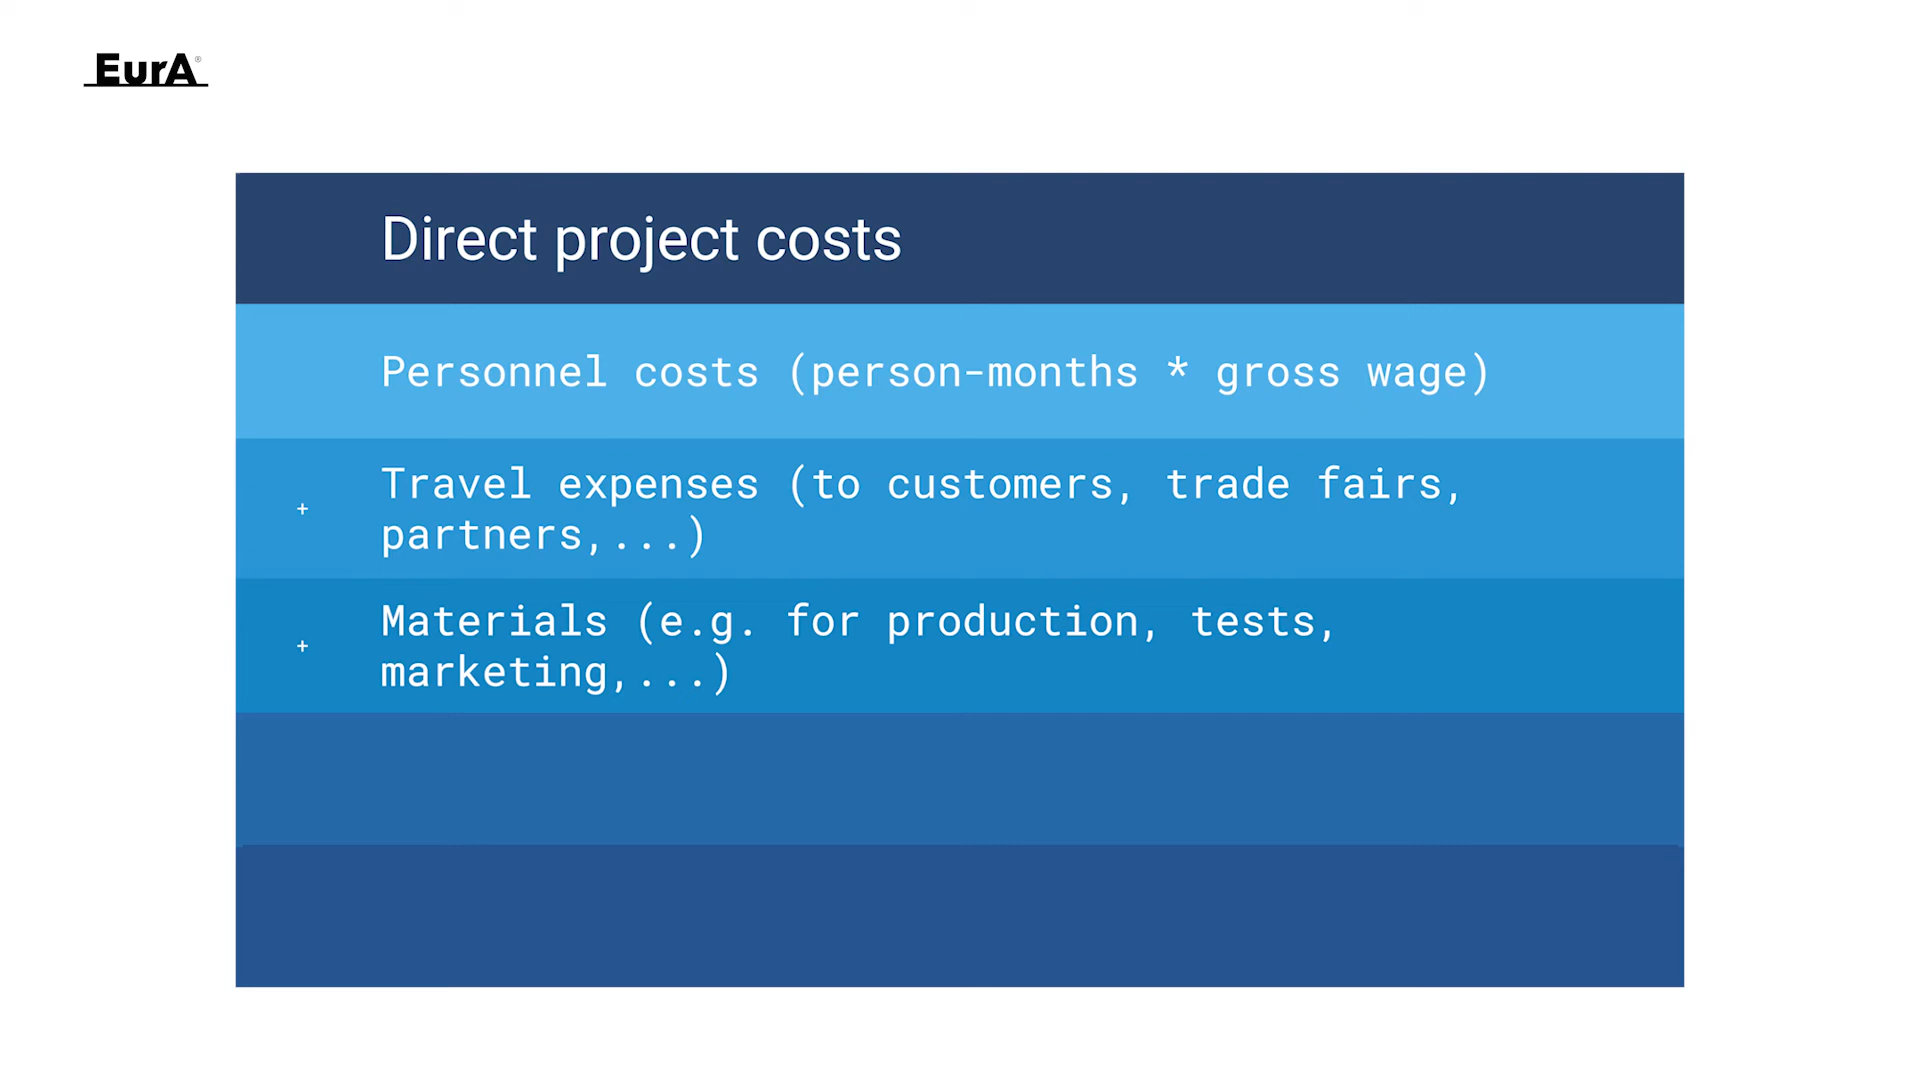 EurA®
Direct project costs
Personnel costs (person-months * gross wage)
+ Travel expenses (to customers, trade fairs,
partners,...)
+ Materials (e.g. for production, tests,
marketing,...)